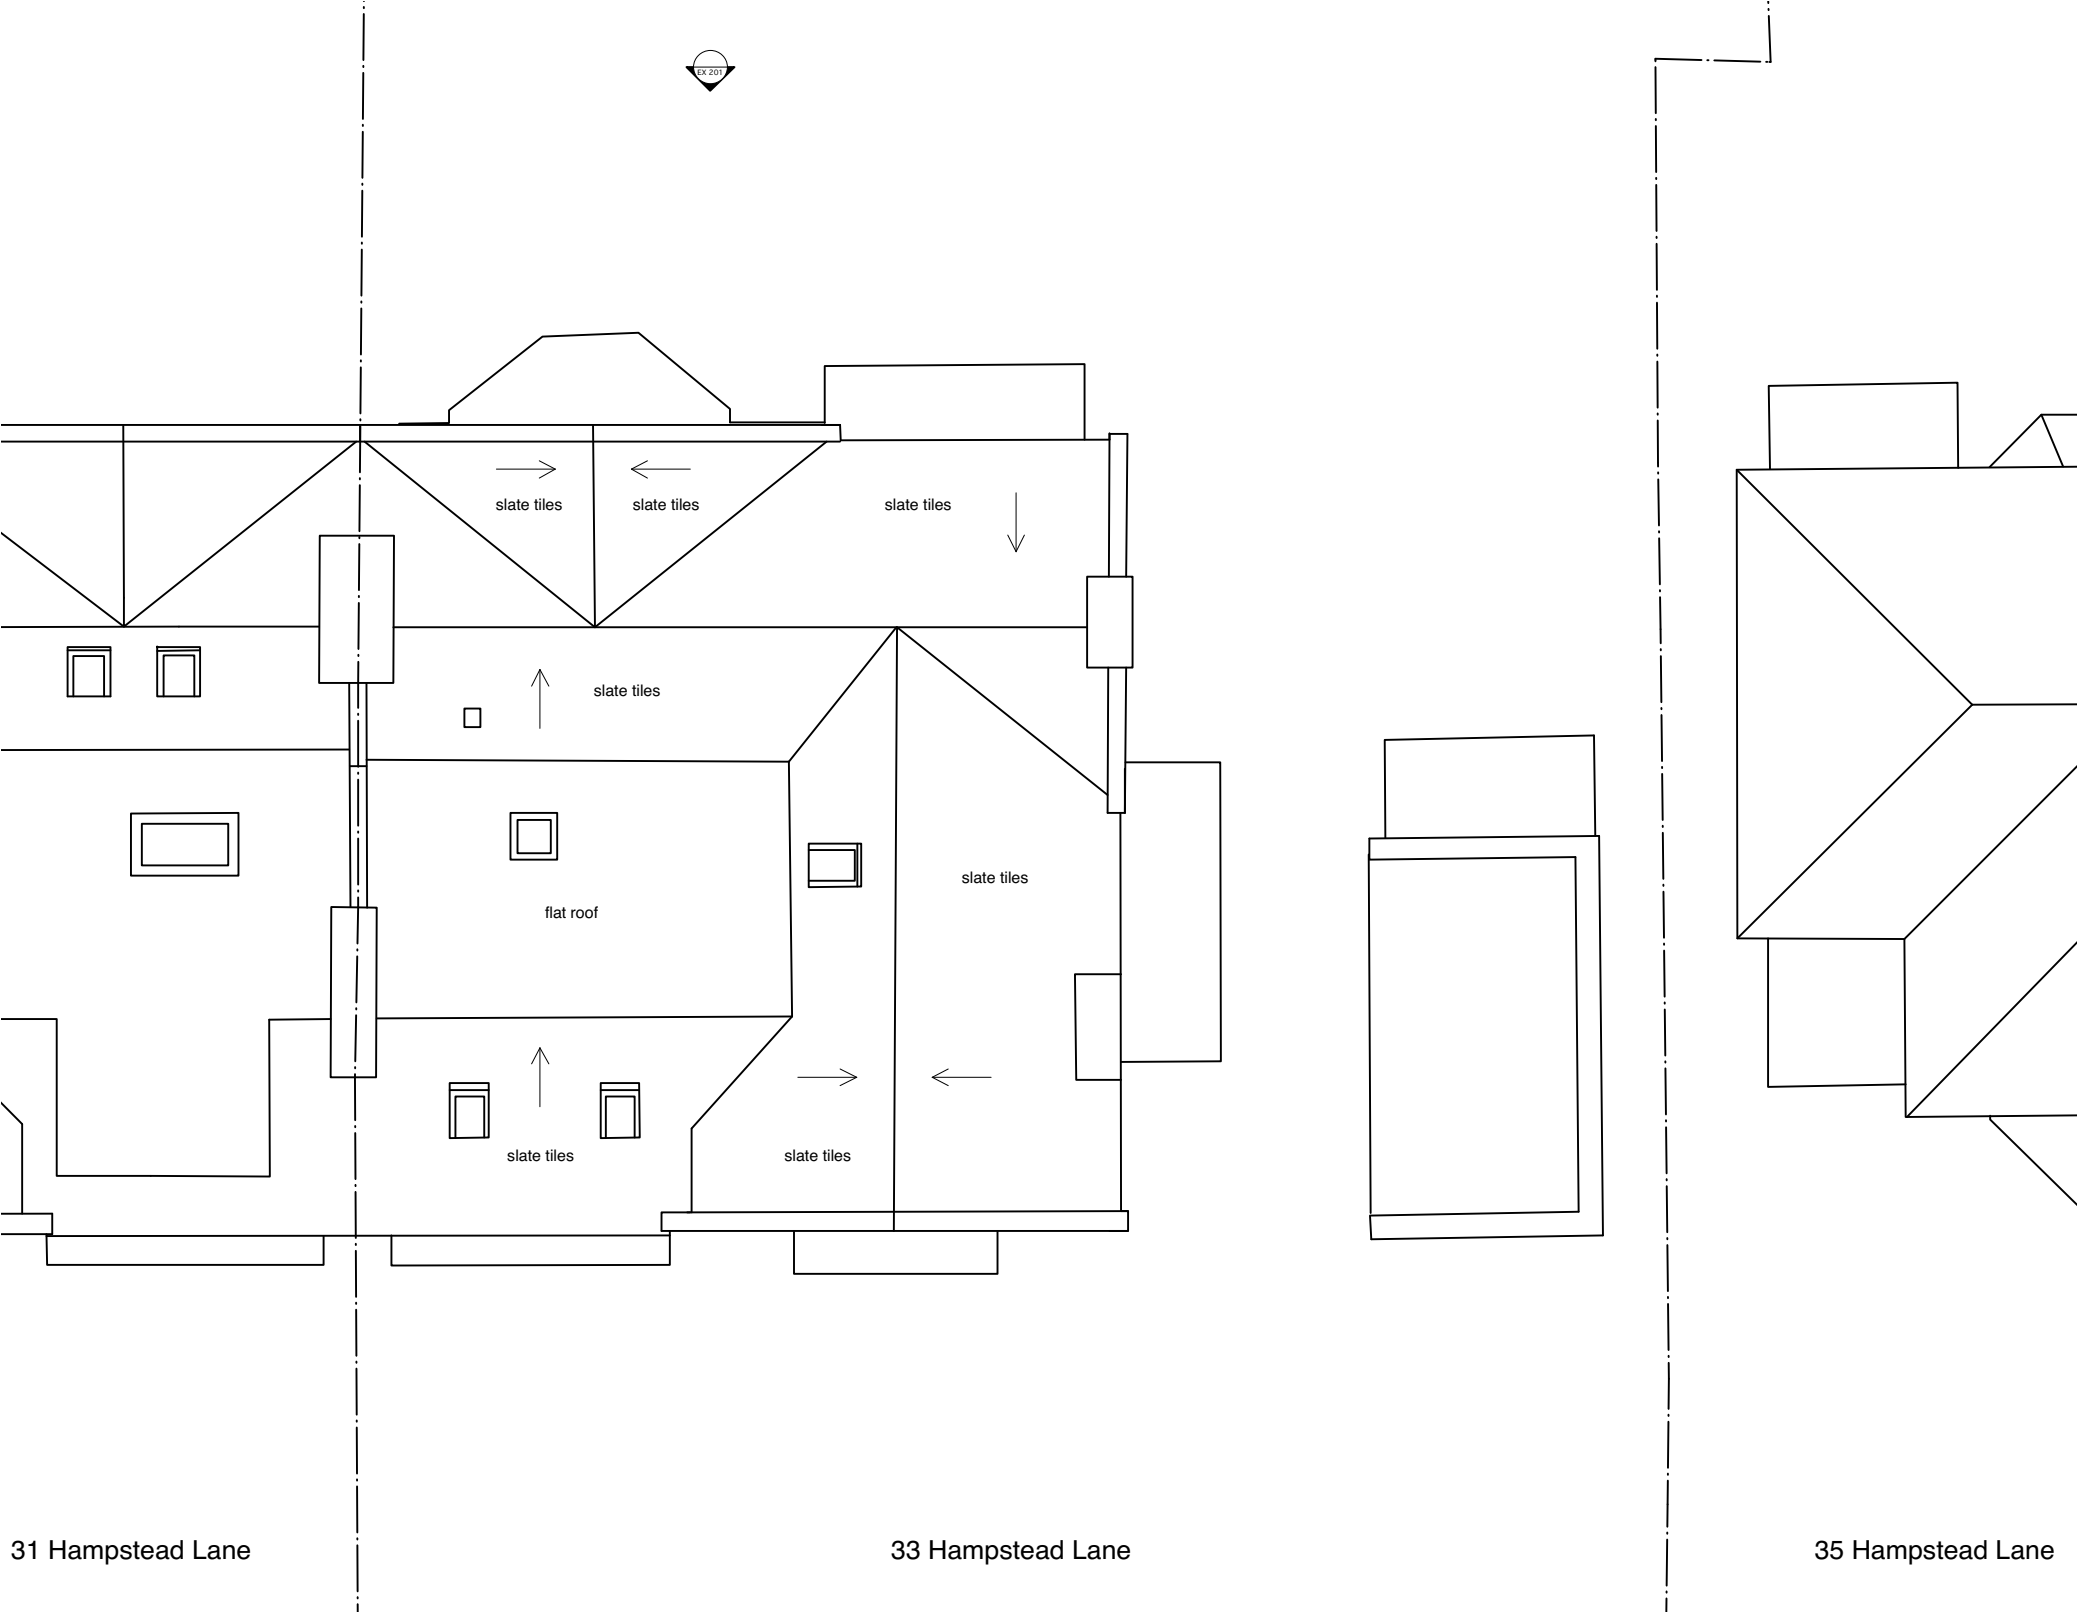 EX 201
slate tiles
slate tiles
slate tiles
slate tiles
slate tiles
flat roof
slate tiles
slate tiles
31 Hampstead Lane
33 Hampstead Lane
35 Hampstead Lane